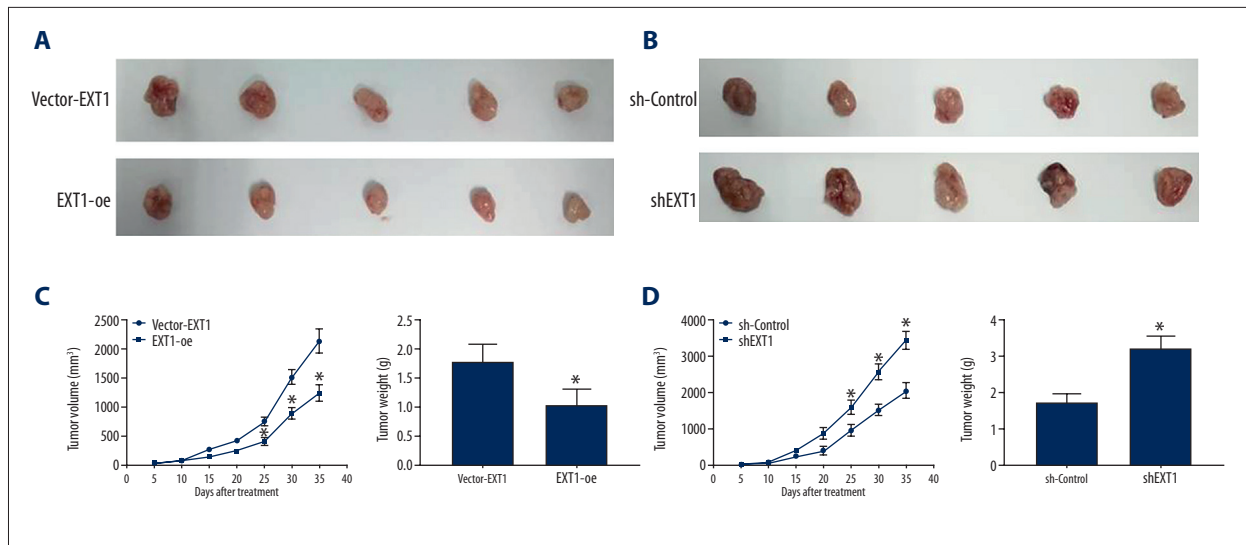 A
B
Vector-EXT1
sh-Control
EXT1-oe
shEXT1
C
Vector-EXT1
EXT1-oe
Tumor volume (mm³)
2500
2000
1500
1000
500
0
*
*
*
0 5 10 15 20 25 30 35 40
Days after treatment
Tumor weight (g)
2.5
2.0
1.5
1.0
0.5
0.0
*
Vector-EXT1 EXT1-oe
D
sh-Control
shEXT1
Tumor volume (mm³)
4000
3000
2000
1000
0
*
*
*
0 5 10 15 20 25 30 35 40
Days after treatment
Tumor weight (g)
4
3
2
1
0
*
sh-Control shEXT1